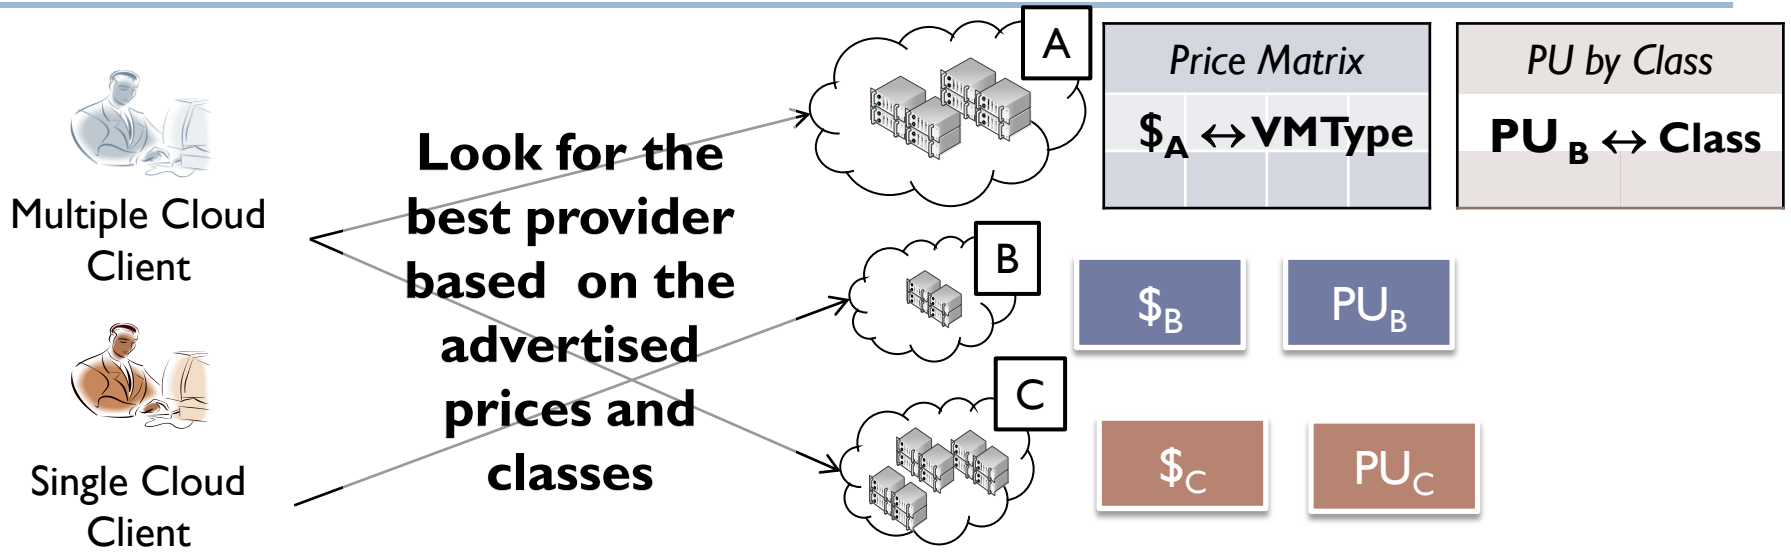 Multiple Cloud
Client
Single Cloud
Client
Look for the
best provider
based on the
advertised
prices and
classes
A
Price Matrix
$A ↔ VMType
PU by Class
PU B ↔ Class
B
$B
PUB
C
$C
PUC